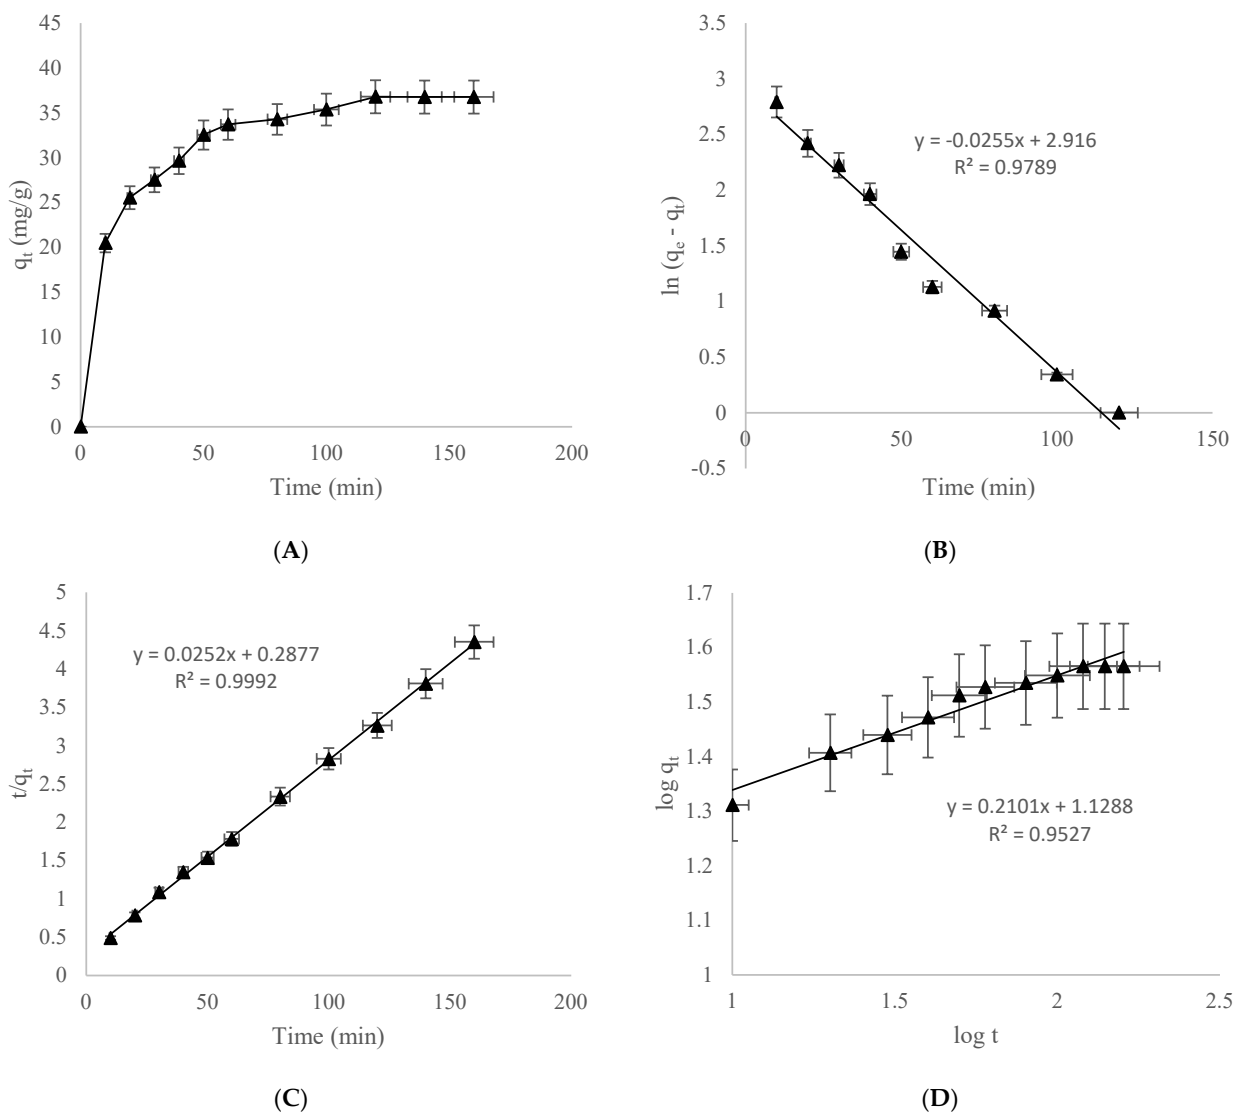 45
40
35
30
25
20
15
10
5
0
qt (mg/g)
0 50 100 150 200
Time (min)
(A)
3.5
3
2.5
2
1.5
1
0.5
0
-0.5
ln (qe - qt)
y = -0.0255x + 2.916
R² = 0.9789
0 50 100 150
Time (min)
(B)
5
4.5
4
3.5
3
2.5
2
1.5
1
0.5
0
t/qt
y = 0.0252x + 0.2877
R² = 0.9992
0 50 100 150 200
Time (min)
(C)
1.7
1.6
1.5
1.4
1.3
1.2
1.1
1
log qt
y = 0.2101x + 1.1288
R² = 0.9527
1 1.5 2 2.5
log t
(D)